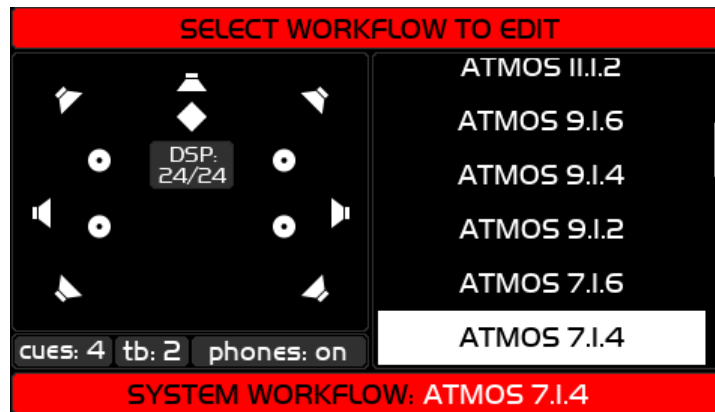 SELECT WORKFLOW TO EDIT
DSP:
24/24
cues: 4 tb: 2 phones: on
ATMOS 11.1.2
ATMOS 9.1.6
ATMOS 9.1.4
ATMOS 9.1.2
ATMOS 7.1.6
ATMOS 7.1.4
SYSTEM WORKFLOW: ATMOS 7.1.4